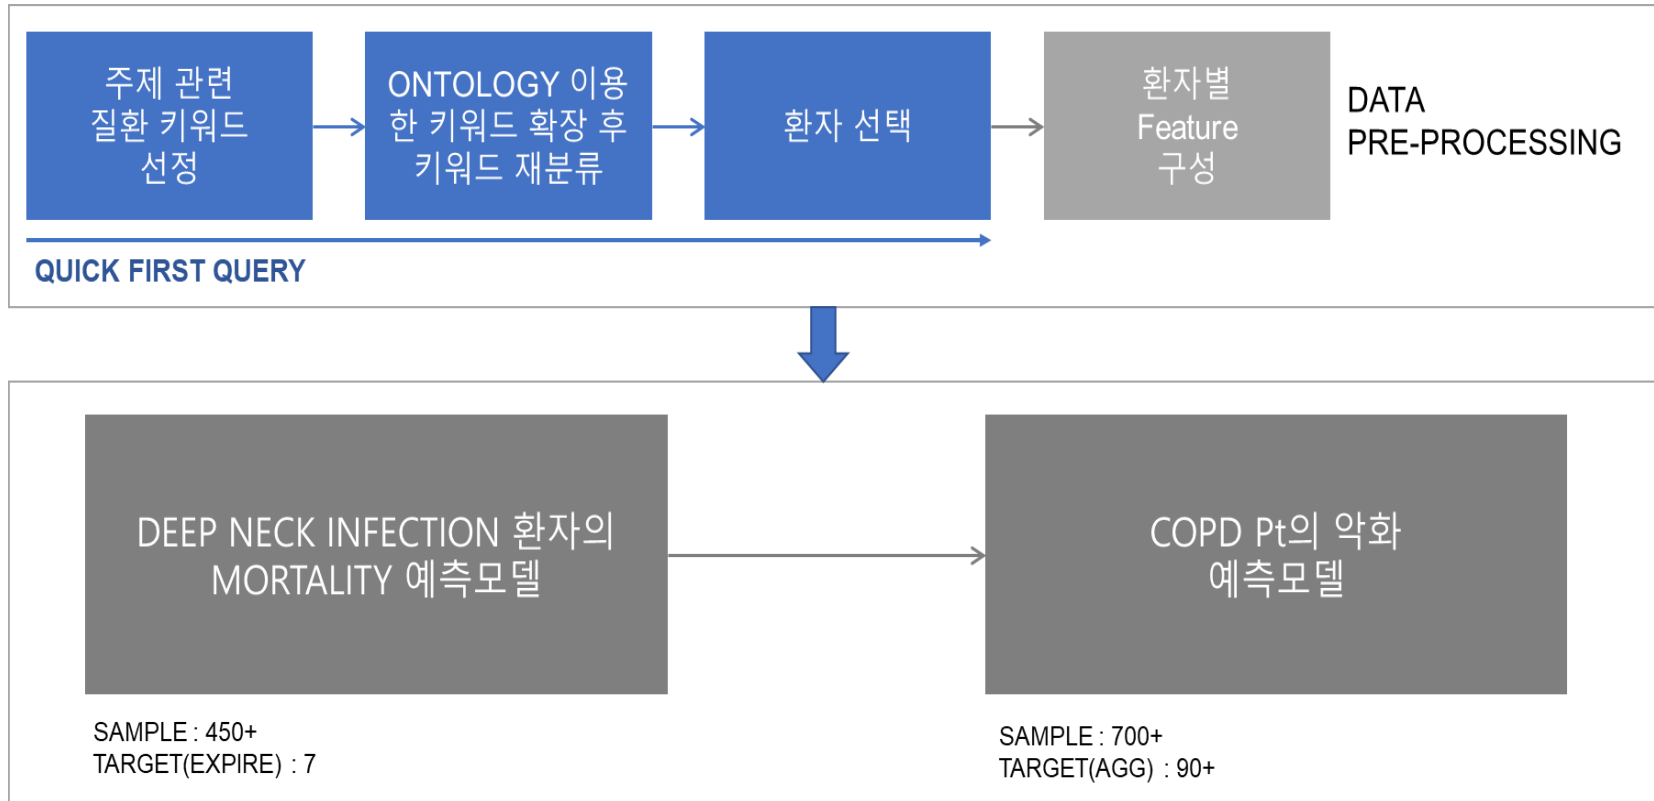 주제 관련
질환 키워드
선정
ONTOLOGY 이용
한 키워드 확장 후
키워드 재분류
환자 선택
환자별
Feature
구성
DATA
PRE-PROCESSING
QUICK FIRST QUERY
DEEP NECK INFECTION 환자의
MORTALITY 예측모델
COPD Pt의 악화
예측모델
SAMPLE : 450+
TARGET(EXPIRE) : 7
SAMPLE : 700+
TARGET(AGG) : 90+